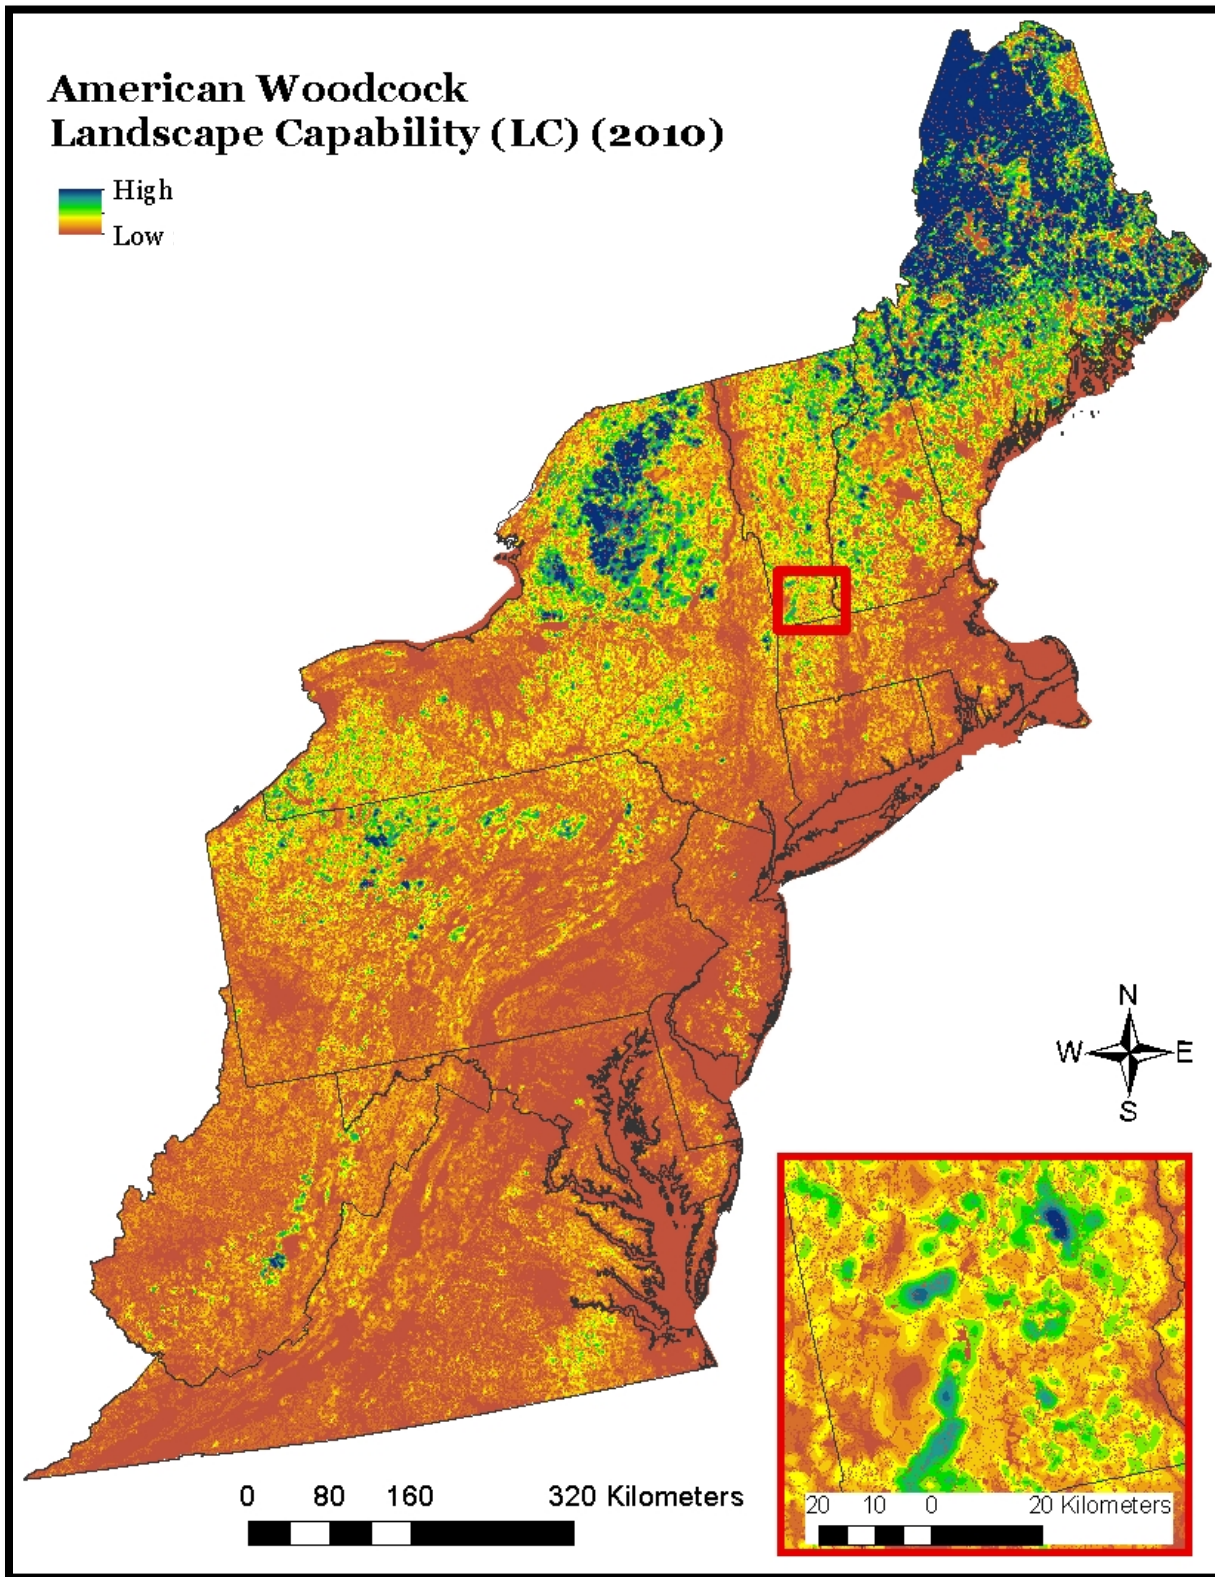 American Woodcock
Landscape Capability (LC) (2010)
High
Low
N
W E
S
20 10 0 20 Kilometers
0 80 160 320 Kilometers